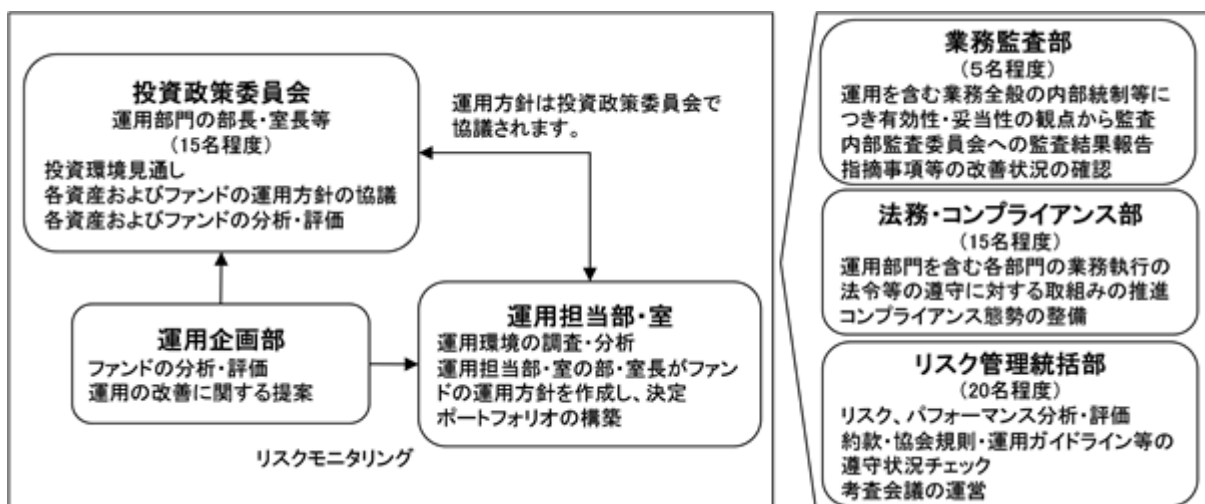 投資政策委員会
運用部門の部長・室長等
(15名程度)
投資環境見通し
各資産およびファンドの運用方針の協議
各資産およびファンドの分析・評価
運用方針は投資政策委員会で
協議されます。
運用企画部
ファンドの分析・評価
運用の改善に関する提案
運用担当部・室
運用環境の調査・分析
運用担当部・室の部・室長がファン
ドの運用方針を作成し、決定
ポートフォリオの構築
リスクモニタリング
業務監査部
(5名程度)
運用を含む業務全般の内部統制等に
つき有効性・妥当性の観点から監査
内部監査委員会への監査結果報告
指摘事項等の改善状況の確認
法務・コンプライアンス部
(15名程度)
運用部門を含む各部門の業務執行の
法令等の遵守に対する取組みの推進
コンプライアンス態勢の整備
リスク管理統括部
(20名程度)
リスク、パフォーマンス分析・評価
約款・協会規則・運用ガイドライン等の
遵守状況チェック
考査会議の運営